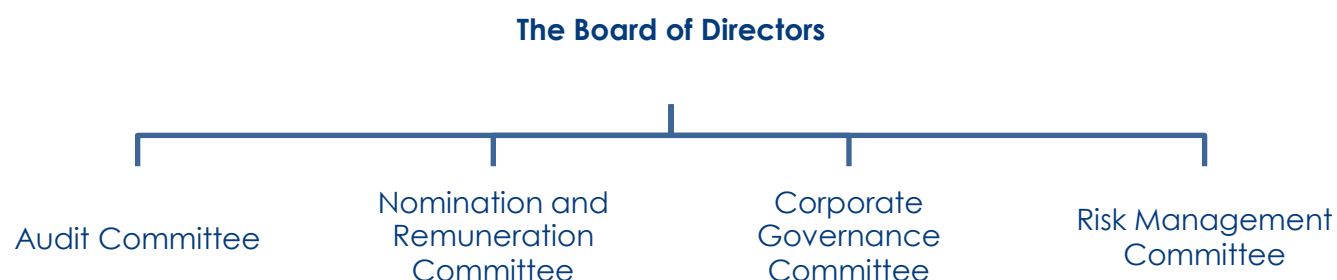 The Board of Directors
Audit Committee
Nomination and
Remuneration
Committee
Corporate
Governance
Committee
Risk Management
Committee